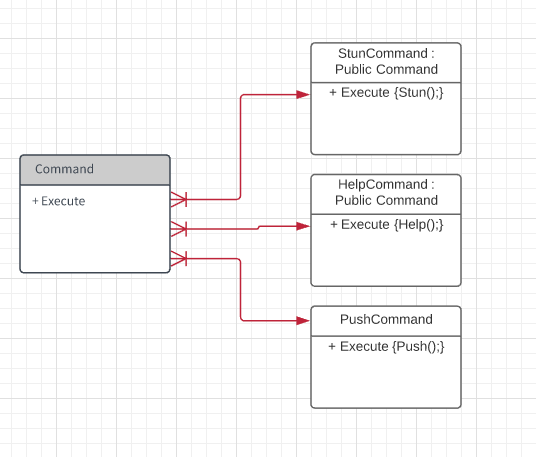 Command
+ Execute
StunCommand :
Public Command
+ Execute {Stun();}
HelpCommand :
Public Command
+ Execute {Help();}
PushCommand
+ Execute {Push();}